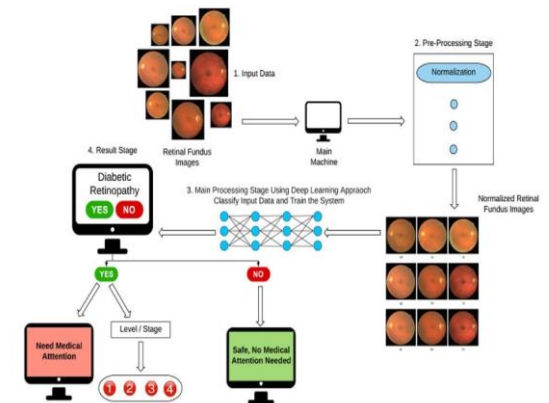 1. Input Data
Retinal Fundus
Images
Main
Machine
2. Pre-Processing Stage
Normalization
Normalized Retinal
Fundus Images
3. Main Processing Stage Using Deep Learning Appraoch
Classify Input Data and Train the System
4. Result Stage
Diabetic
Retinopathy
YES
NO
YES
NO
Need Medical
Atttention
Level / Stage
1 2 3 4
Safe, No Medical
Attention Needed